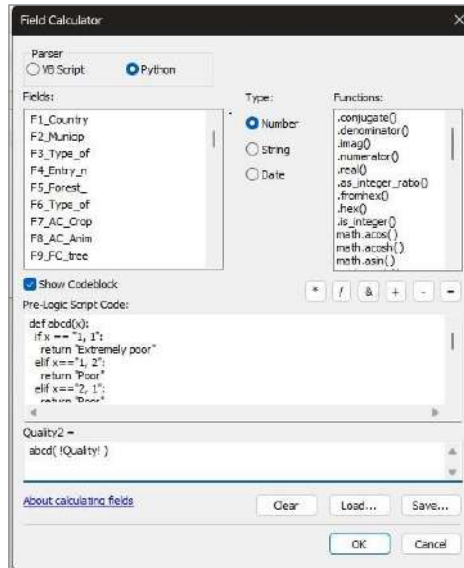 Field Calculator
Parser
VB Script
Python
Fields:
Type:
Functions:
F1_Country
F2_Municip
F3_Type_of
F4_Entry_n
F5_Forest_
F6_Type_of
F7_AC_Crop
F8_AC_Anim
F9_FC_tree
Number
String
Date
.conjugate()
.denominator()
.imag()
.numerator()
.real()
.as_integer_ratio()
.fromhex()
.hex()
.is_integer()
math.acos( )
math.acosh( )
math.asin( )
Show Codeblock
* / & + - =
Pre-Logic Script Code:
def abcd(x):
if x == "1, 1":
return "Extremely poor"
elif x=="1, 2":
return "Poor"
elif x=="2, 1":
return "Poor"
Quality2 =
abcd( !Quality! )
About calculating fields
Clear
Load...
Save...
OK
Cancel